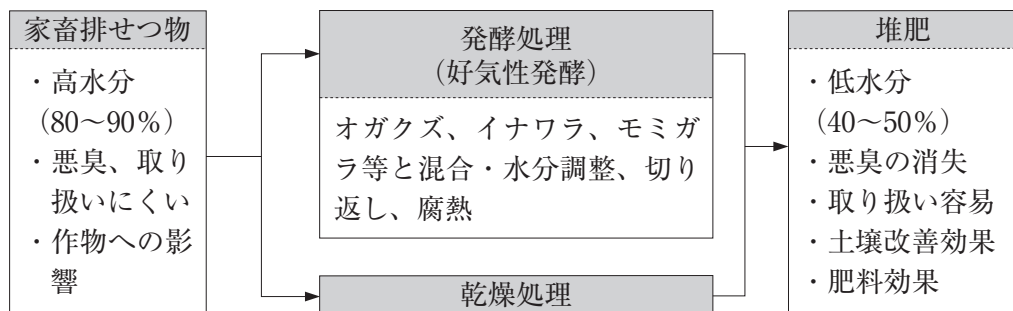 家畜排せつ物
・高水分
(80～90%)
・悪臭、取り
扱いにくい
・作物への影
響
発酵処理
(好気性発酵)
オガクズ、イナワラ、モミガ
ラ等と混合・水分調整、切り
返し、腐熱
乾燥処理
堆肥
・低水分
(40～50%)
・悪臭の消失
・取り扱い容易
・土壌改善効果
・肥料効果